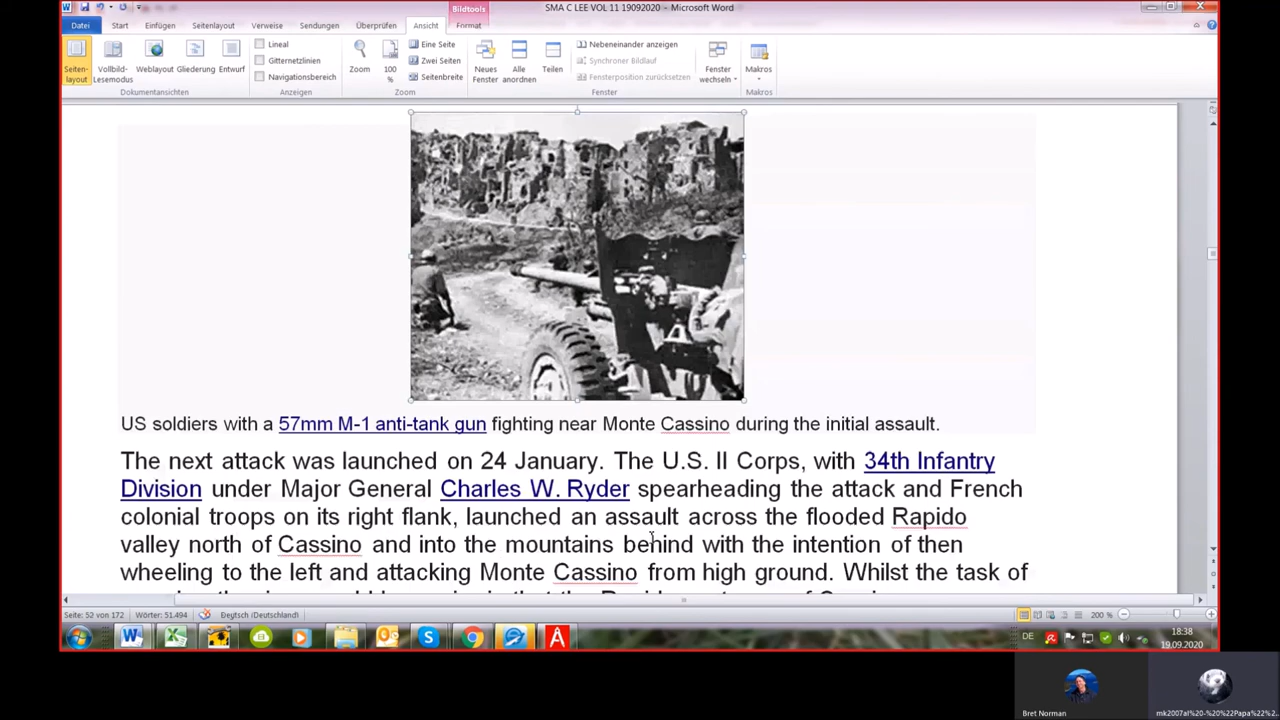 SMA C LEE VOL 11 19092020 - Microsoft Word
Bildtools
Datei Start Einfügen Seitenlayout Verweise Sendungen Überprüfen Ansicht Format
Seiten-
layout
Vollbild-
Lesemodus
Weblayout
Gliederung
Entwurf
Dokumentansichten
Lineal
Gitternetzlinien
Navigationsbereich
Anzeigen
Zoom
100
%
Eine Seite
Zwei Seiten
Seitenbreite
Zoom
Neues
Fenster
Alle
anordnen
Teilen
Nebeneinander anzeigen
Synchroner Bildlauf
Fensterposition zurücksetzen
Fenster
Fenster
wechseln
Makros
Makros
US soldiers with a 57mm M-1 anti-tank gun fighting near Monte Cassino during the initial assault.
The next attack was launched on 24 January. The U.S. II Corps, with 34th Infantry
Division under Major General Charles W. Ryder spearheading the attack and French
colonial troops on its right flank, launched an assault across the flooded Rapido
valley north of Cassino and into the mountains behind with the intention of then
wheeling to the left and attacking Monte Cassino from high ground. Whilst the task of
Seite: 52 von 172 Wörter: 51.494 Deutsch (Deutschland) 200 %
DE
18:38
19.09.2020
Bret Norman
mk2007al%20-%20%22Papa%22%2...